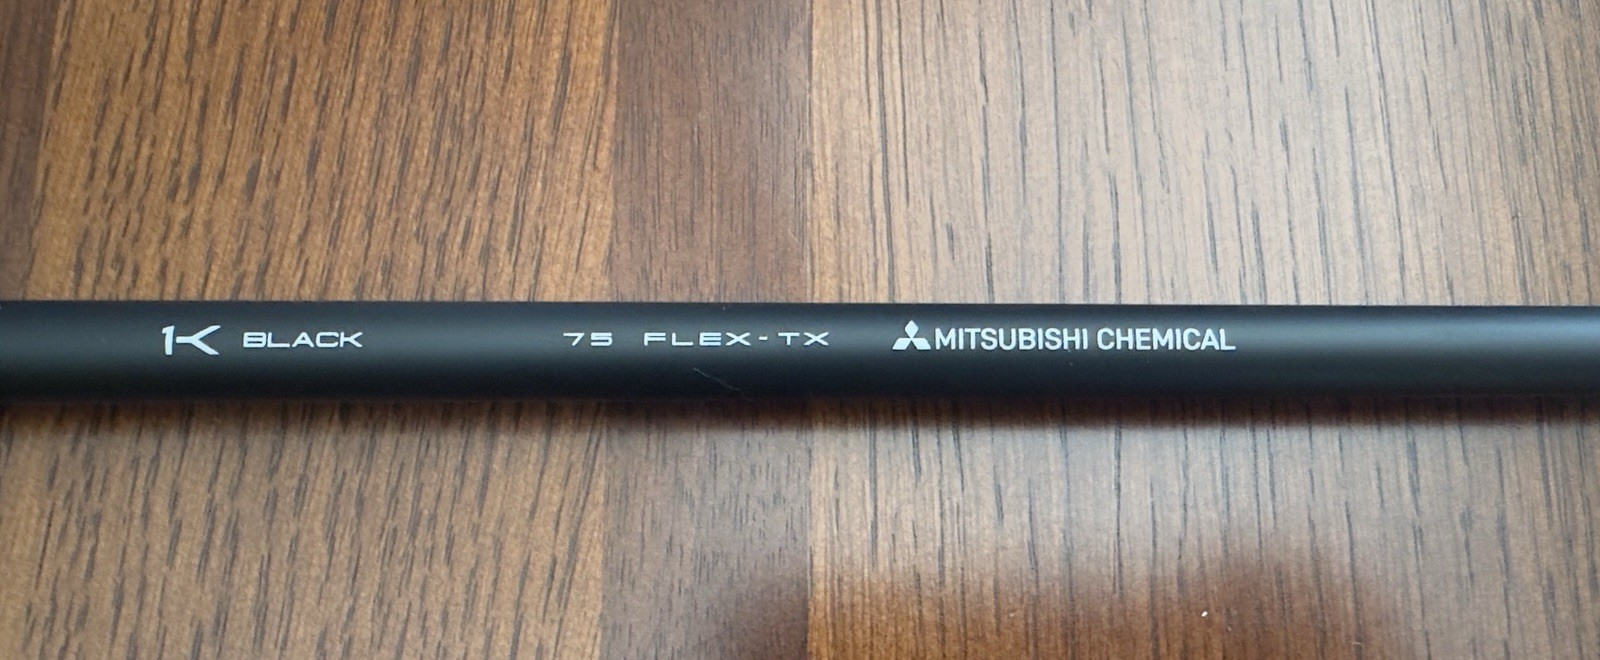 1K BLACK 75 FLEX-TX MITSUBISHI CHEMICAL